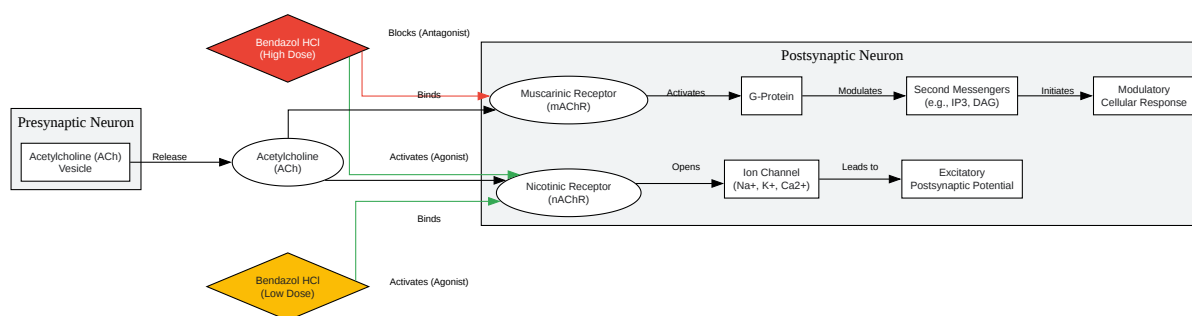 Bendazol HCl
(High Dose)
Blocks (Antagonist)
Postsynaptic Neuron
Binds
Muscarinic Receptor
(mAChR)
Activates
G-Protein
Modulates
Second Messengers
(e.g., IP3, DAG)
Initiates
Modulatory
Cellular Response
Presynaptic Neuron
Acetylcholine (ACh)
Vesicle
Release
Acetylcholine
(ACh)
Activates (Agonist)
Nicotinic Receptor
(nAChR)
Opens
Ion Channel
(Na+, K+, Ca2+)
Leads to
Excitatory
Postsynaptic Potential
Binds
Bendazol HCl
(Low Dose)
Activates (Agonist)